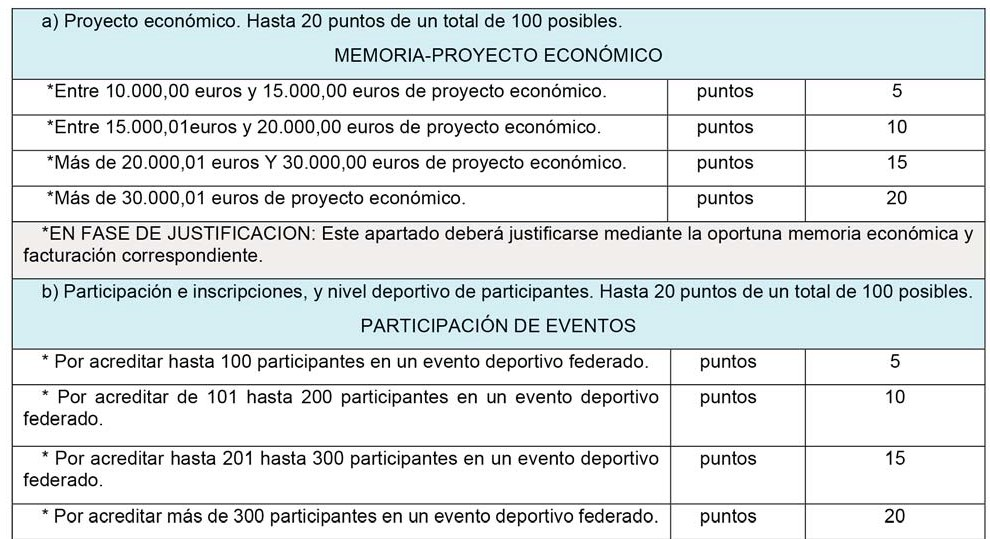 a) Proyecto económico. Hasta 20 puntos de un total de 100 posibles.
MEMORIA-PROYECTO ECONÓMICO
*Entre 10.000,00 euros y 15.000,00 euros de proyecto económico. puntos 5
*Entre 15.000,01euros y 20.000,00 euros de proyecto económico. puntos 10
*Más de 20.000,01 euros Y 30.000,00 euros de proyecto económico. puntos 15
*Más de 30.000,01 euros de proyecto económico. puntos 20
*EN FASE DE JUSTIFICACION: Este apartado deberá justificarse mediante la oportuna memoria económica y
facturación correspondiente.
b) Participación e inscripciones, y nivel deportivo de participantes. Hasta 20 puntos de un total de 100 posibles.
PARTICIPACIÓN DE EVENTOS
* Por acreditar hasta 100 participantes en un evento deportivo federado. puntos 5
* Por acreditar de 101 hasta 200 participantes en un evento deportivo puntos 10
federado.
* Por acreditar hasta 201 hasta 300 participantes en un evento deportivo puntos 15
federado.
* Por acreditar más de 300 participantes en un evento deportivo federado. puntos 20